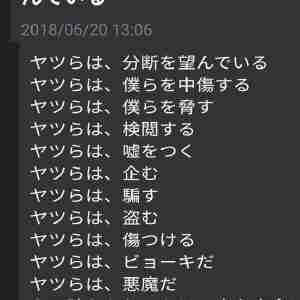 んでいる
2018/06/20 13:06
ヤツらは、分断を望んでいる
ヤツらは、僕らを中傷する
ヤツらは、僕らを脅す
ヤツらは、検閲する
ヤツらは、嘘をつく
ヤツらは、企む
ヤツらは、騙す
ヤツらは、盗む
ヤツらは、傷つける
ヤツらは、ビョーキだ
ヤツらは、悪魔だ